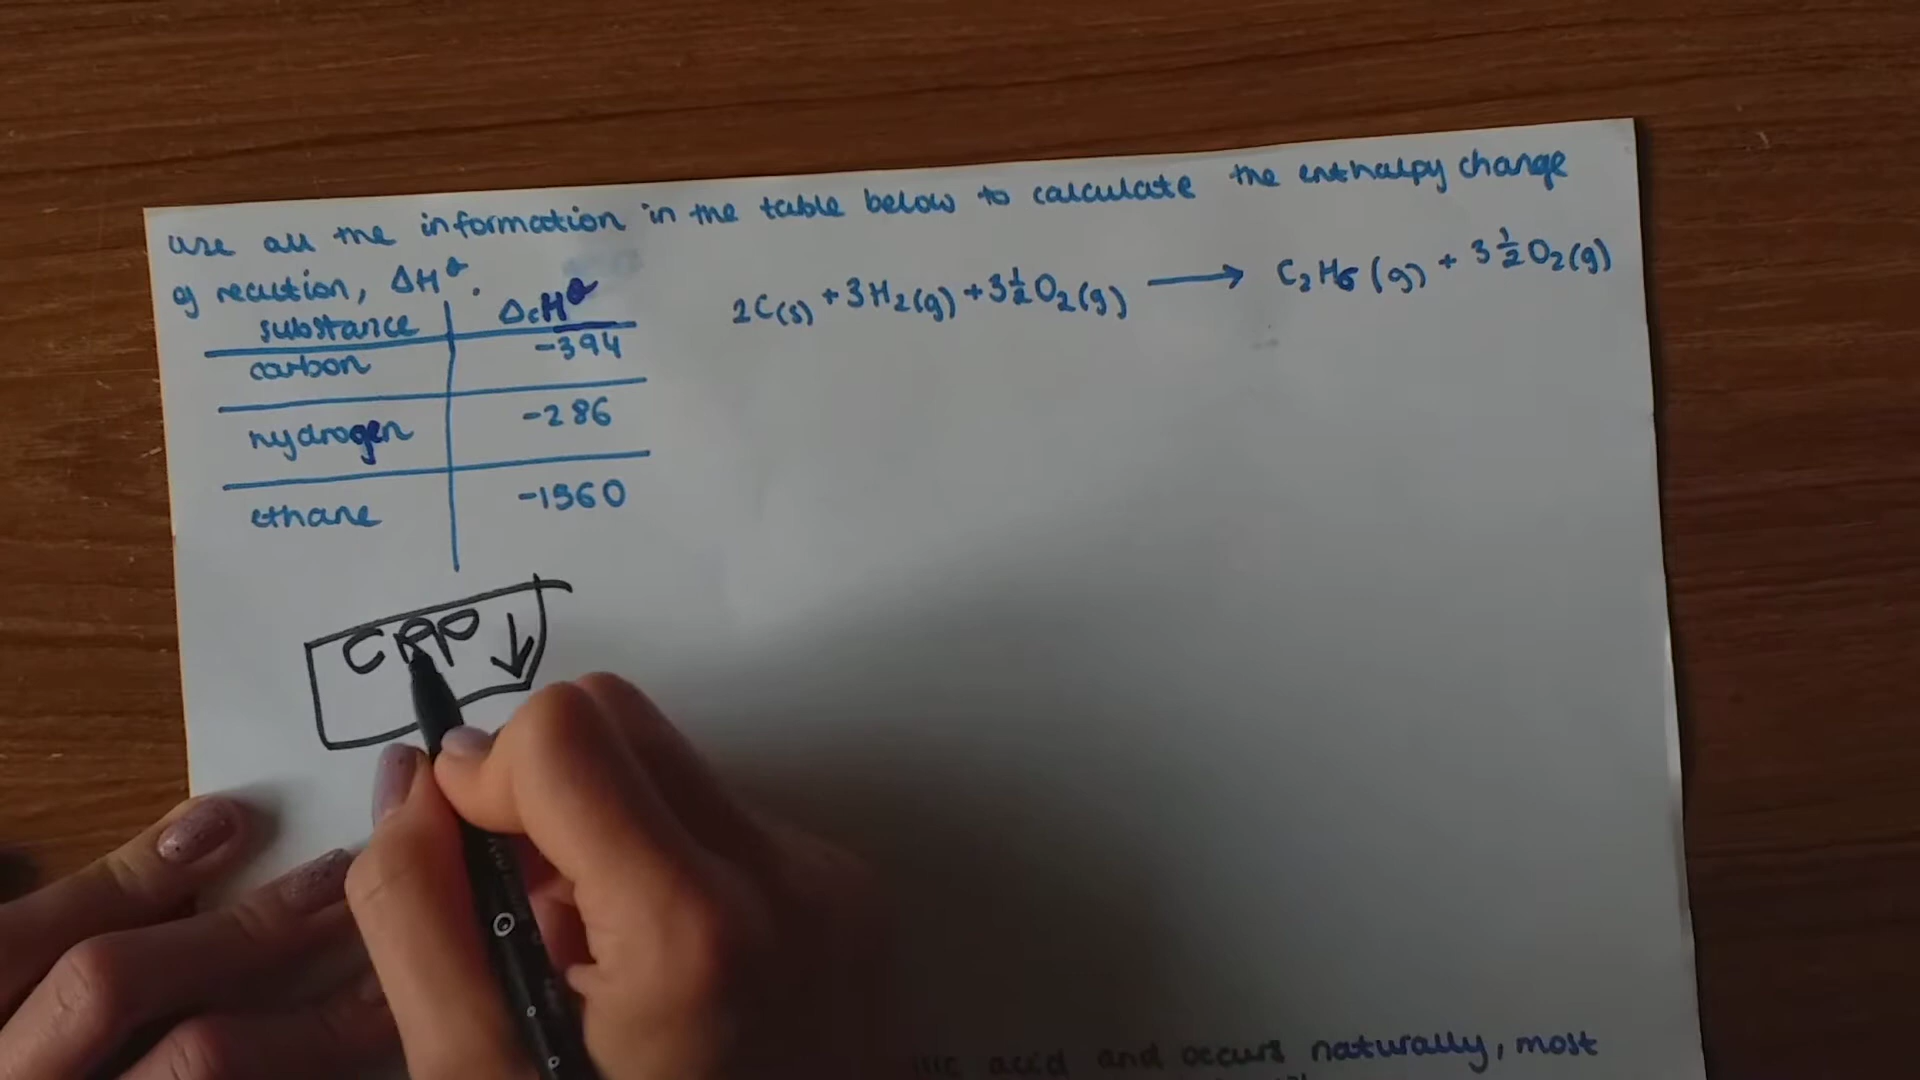 use all the information in the table below to calculate the enthalpy change
of reaction, ΔH⦵.
2C(s) + 3H₂(g) + 3½O₂(g) → C₂H₆(g) + 3½O₂(g)
substance ΔcH⦵
carbon -394
hydrogen -286
ethane -1560
CRP ↓
acid and occurs naturally, most